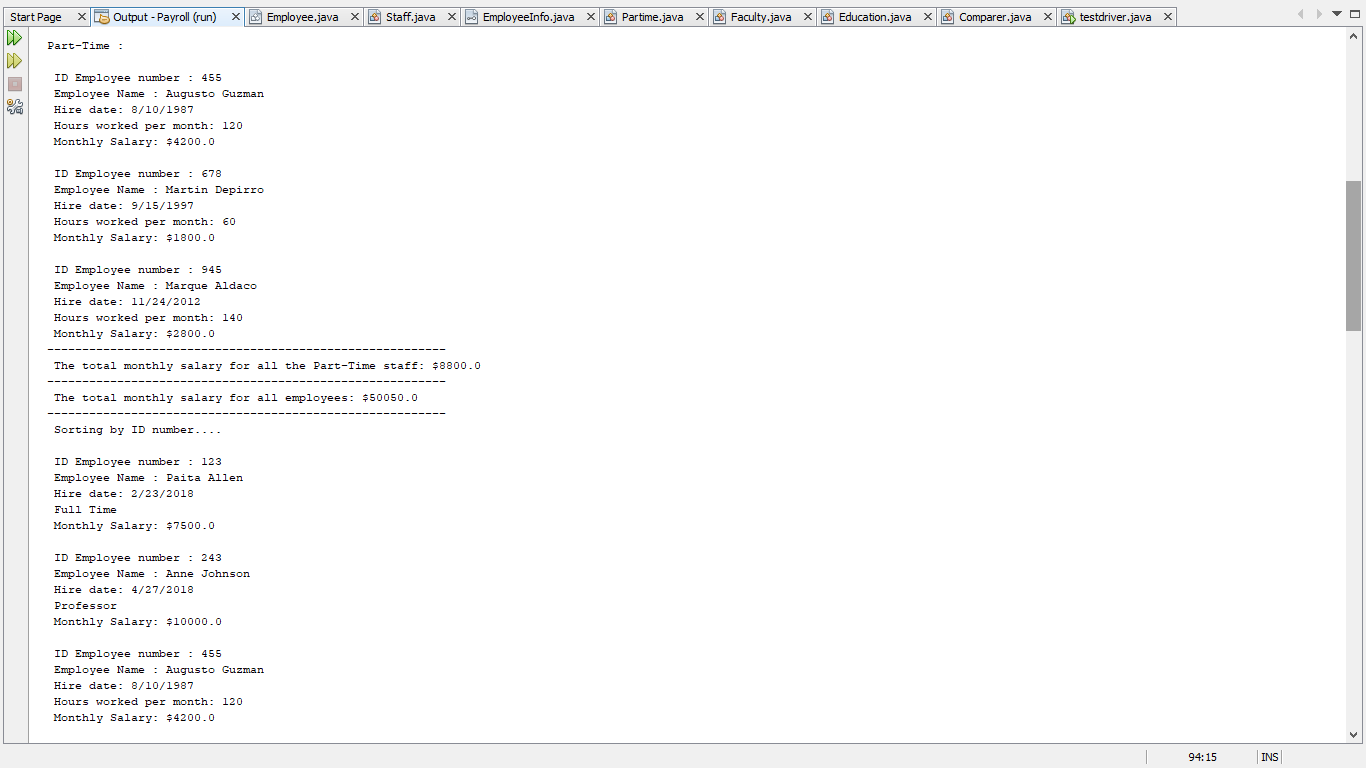 Start Page Output - Payroll (run) Employee.java Staff.java EmployeeInfo.java Partime.java Faculty.java Education.java Comparer.java testdriver.java
Part-Time :
ID Employee number : 455
Employee Name : Augusto Guzman
Hire date: 8/10/1987
Hours worked per month: 120
Monthly Salary: $4200.0
ID Employee number : 678
Employee Name : Martin Depirro
Hire date: 9/15/1997
Hours worked per month: 60
Monthly Salary: $1800.0
ID Employee number : 945
Employee Name : Marque Aldaco
Hire date: 11/24/2012
Hours worked per month: 140
Monthly Salary: $2800.0
---------------------------------------------------------
The total monthly salary for all the Part-Time staff: $8800.0
---------------------------------------------------------
The total monthly salary for all employees: $50050.0
---------------------------------------------------------
Sorting by ID number....
ID Employee number : 123
Employee Name : Paita Allen
Hire date: 2/23/2018
Full Time
Monthly Salary: $7500.0
ID Employee number : 243
Employee Name : Anne Johnson
Hire date: 4/27/2018
Professor
Monthly Salary: $10000.0
ID Employee number : 455
Employee Name : Augusto Guzman
Hire date: 8/10/1987
Hours worked per month: 120
Monthly Salary: $4200.0
94:15 INS